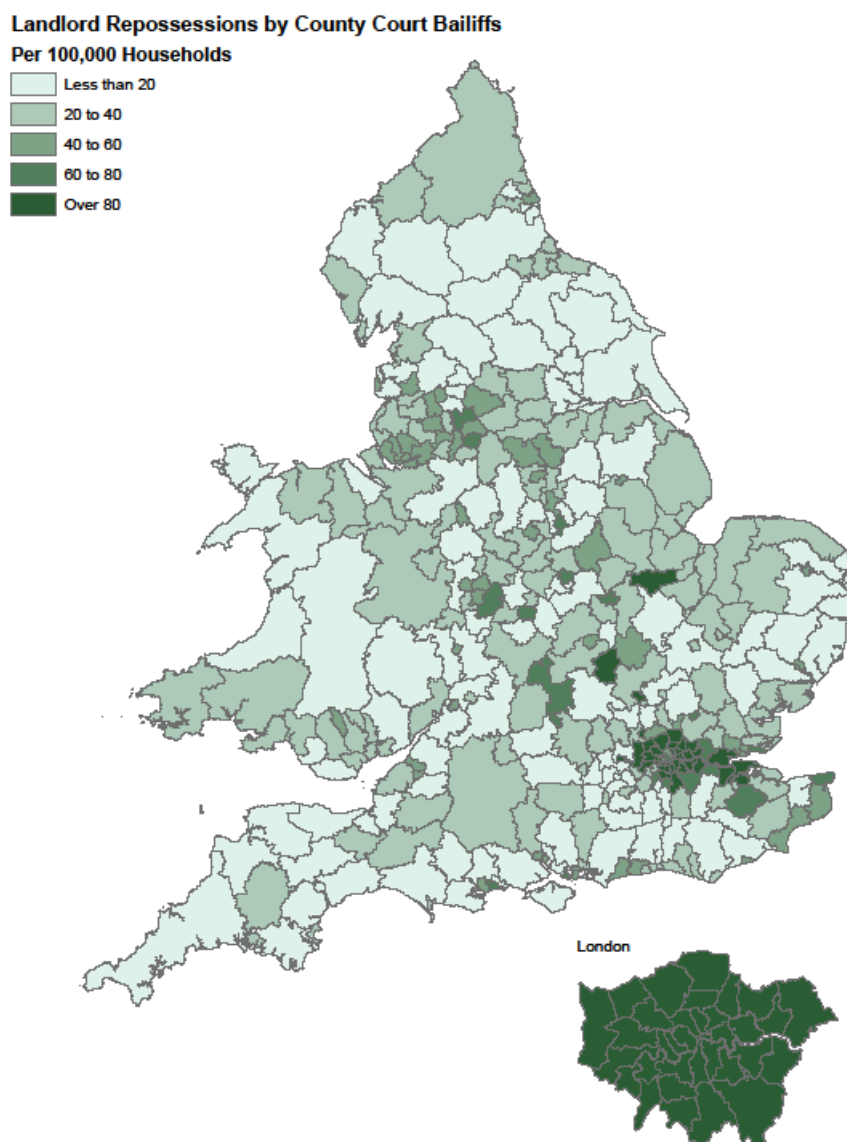 Landlord Repossessions by County Court Bailiffs
Per 100,000 Households
Less than 20
20 to 40
40 to 60
60 to 80
Over 80
London